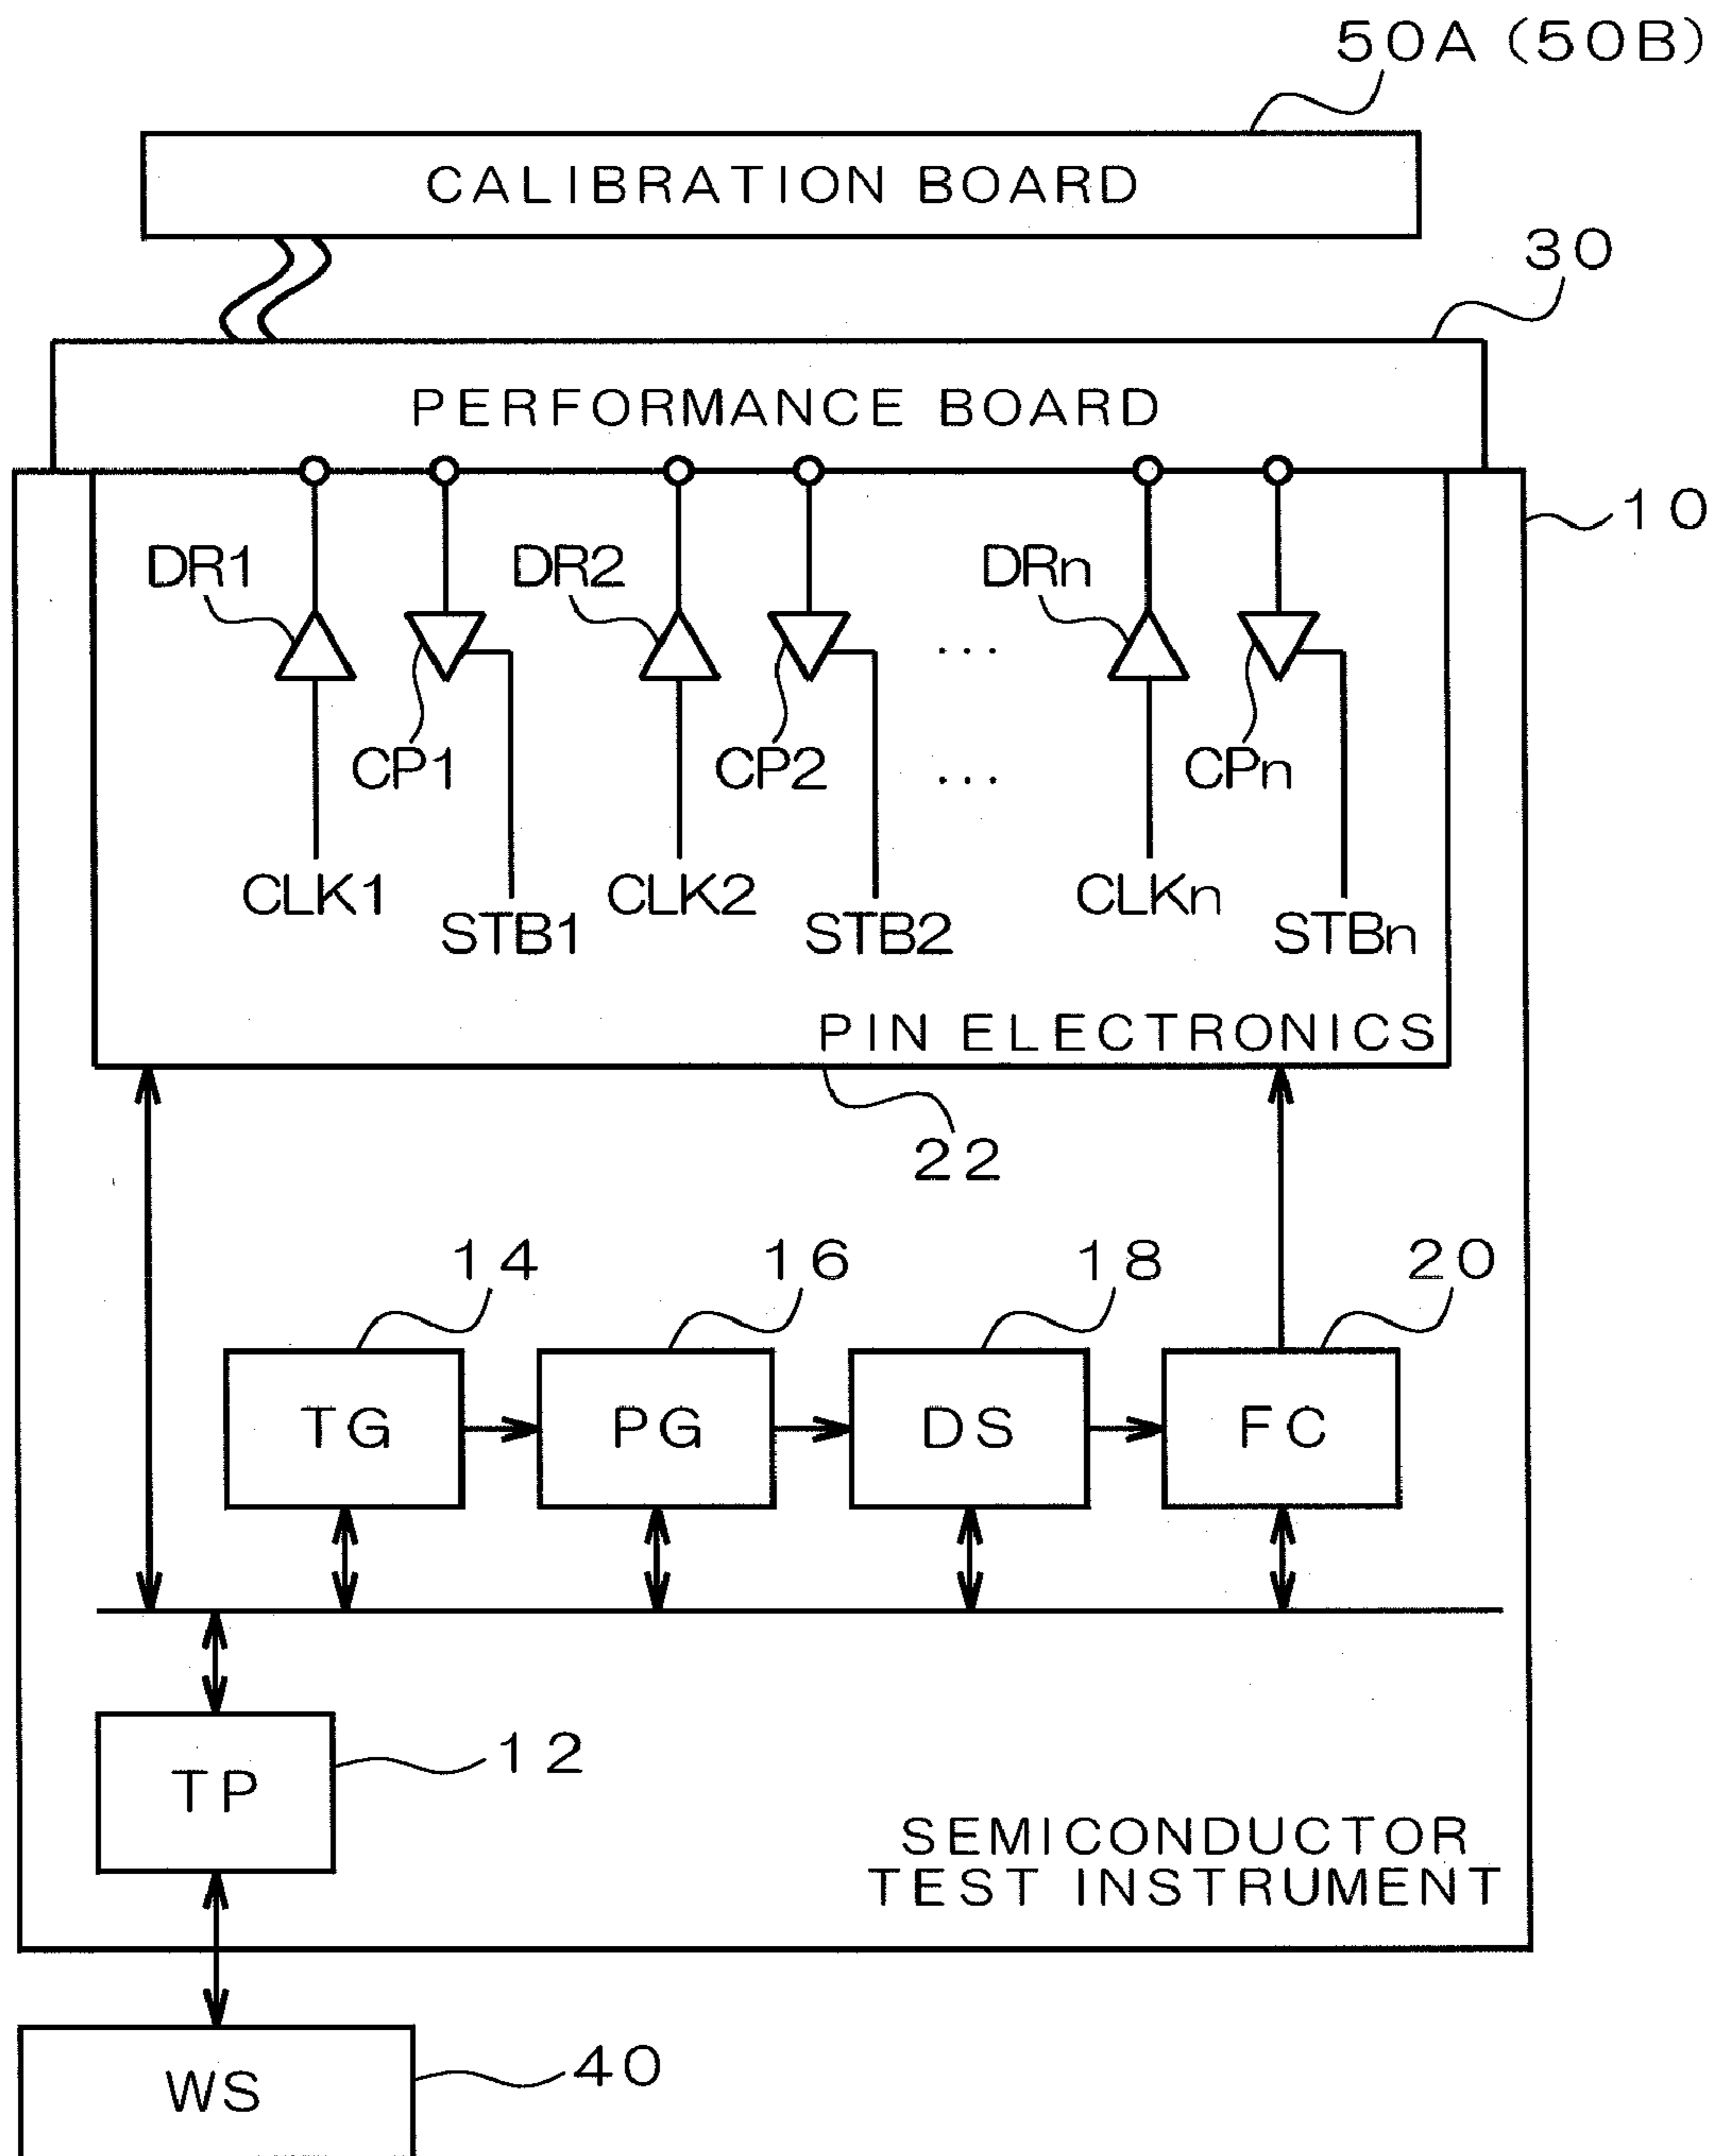 50A (50B)
CALIBRATION BOARD
30
PERFORMANCE BOARD
10
DR1 DR2 DRn
... 
CP1 CP2 ... CPn
CLK1 CLK2 CLKn
STB1 STB2 STBn
PIN ELECTRONICS
22
14 16 18 20
TG PG DS FC
12
TP
SEMICONDUCTOR
TEST INSTRUMENT
40
WS